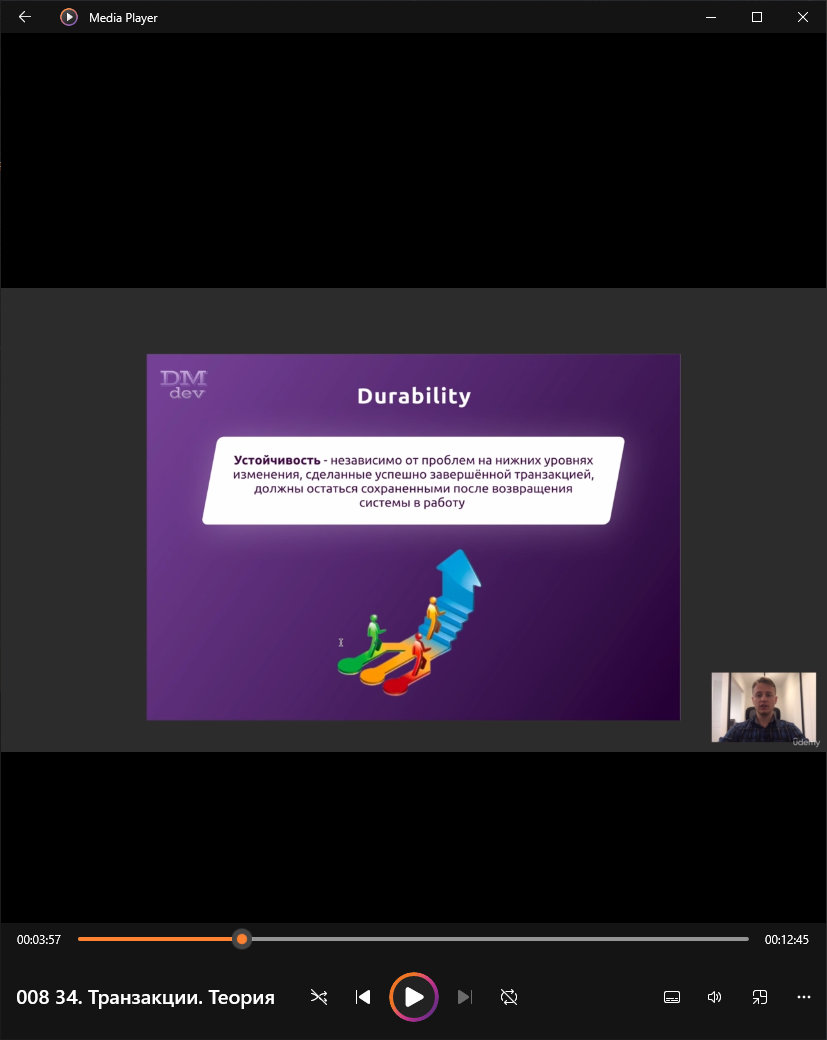 Media Player
DM
dev
Durability
Устойчивость - независимо от проблем на нижних уровнях
изменения, сделанные успешно завершённой транзакцией,
должны остаться сохраненными после возвращения
системы в работу
ûdemy
00:03:57
00:12:45
008 34. Транзакции. Теория